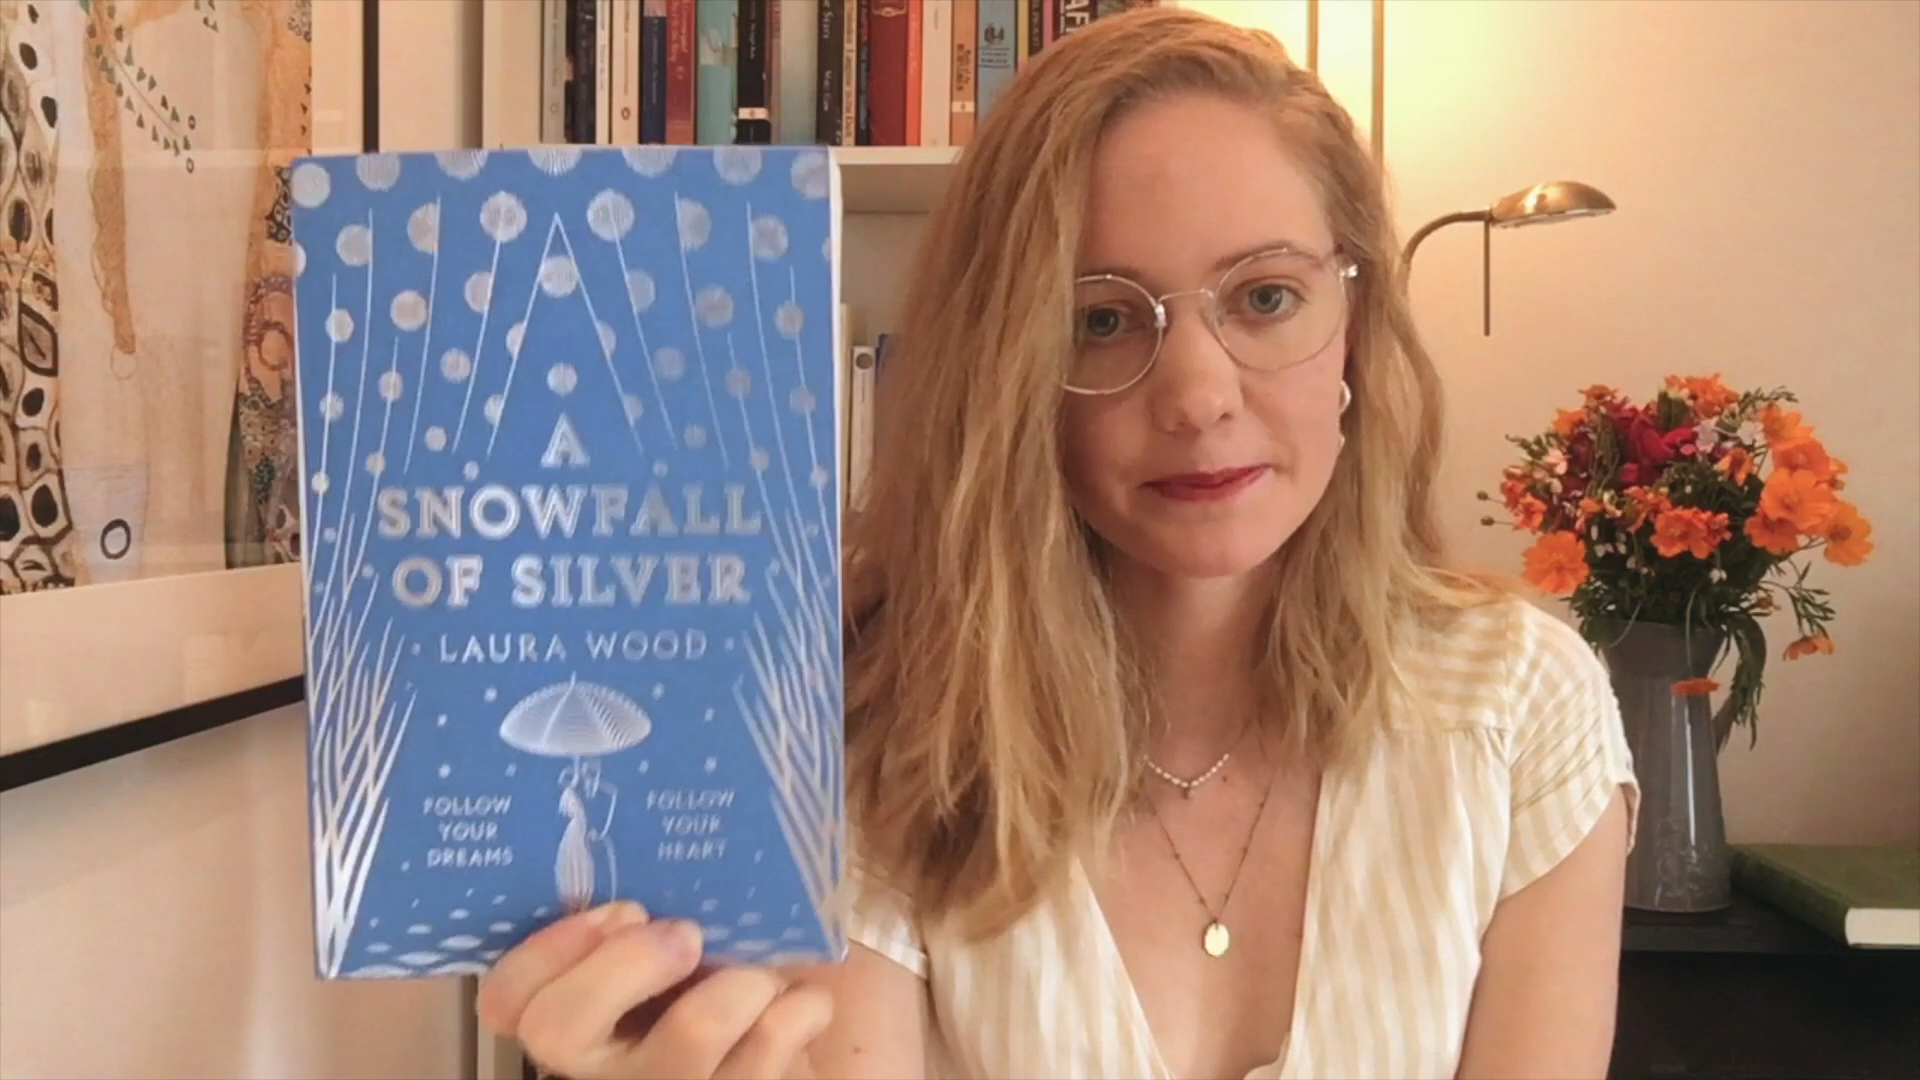 A
SNOWFALL
OF SILVER
LAURA WOOD
FOLLOW
YOUR
DREAMS
FOLLOW
YOUR
HEART